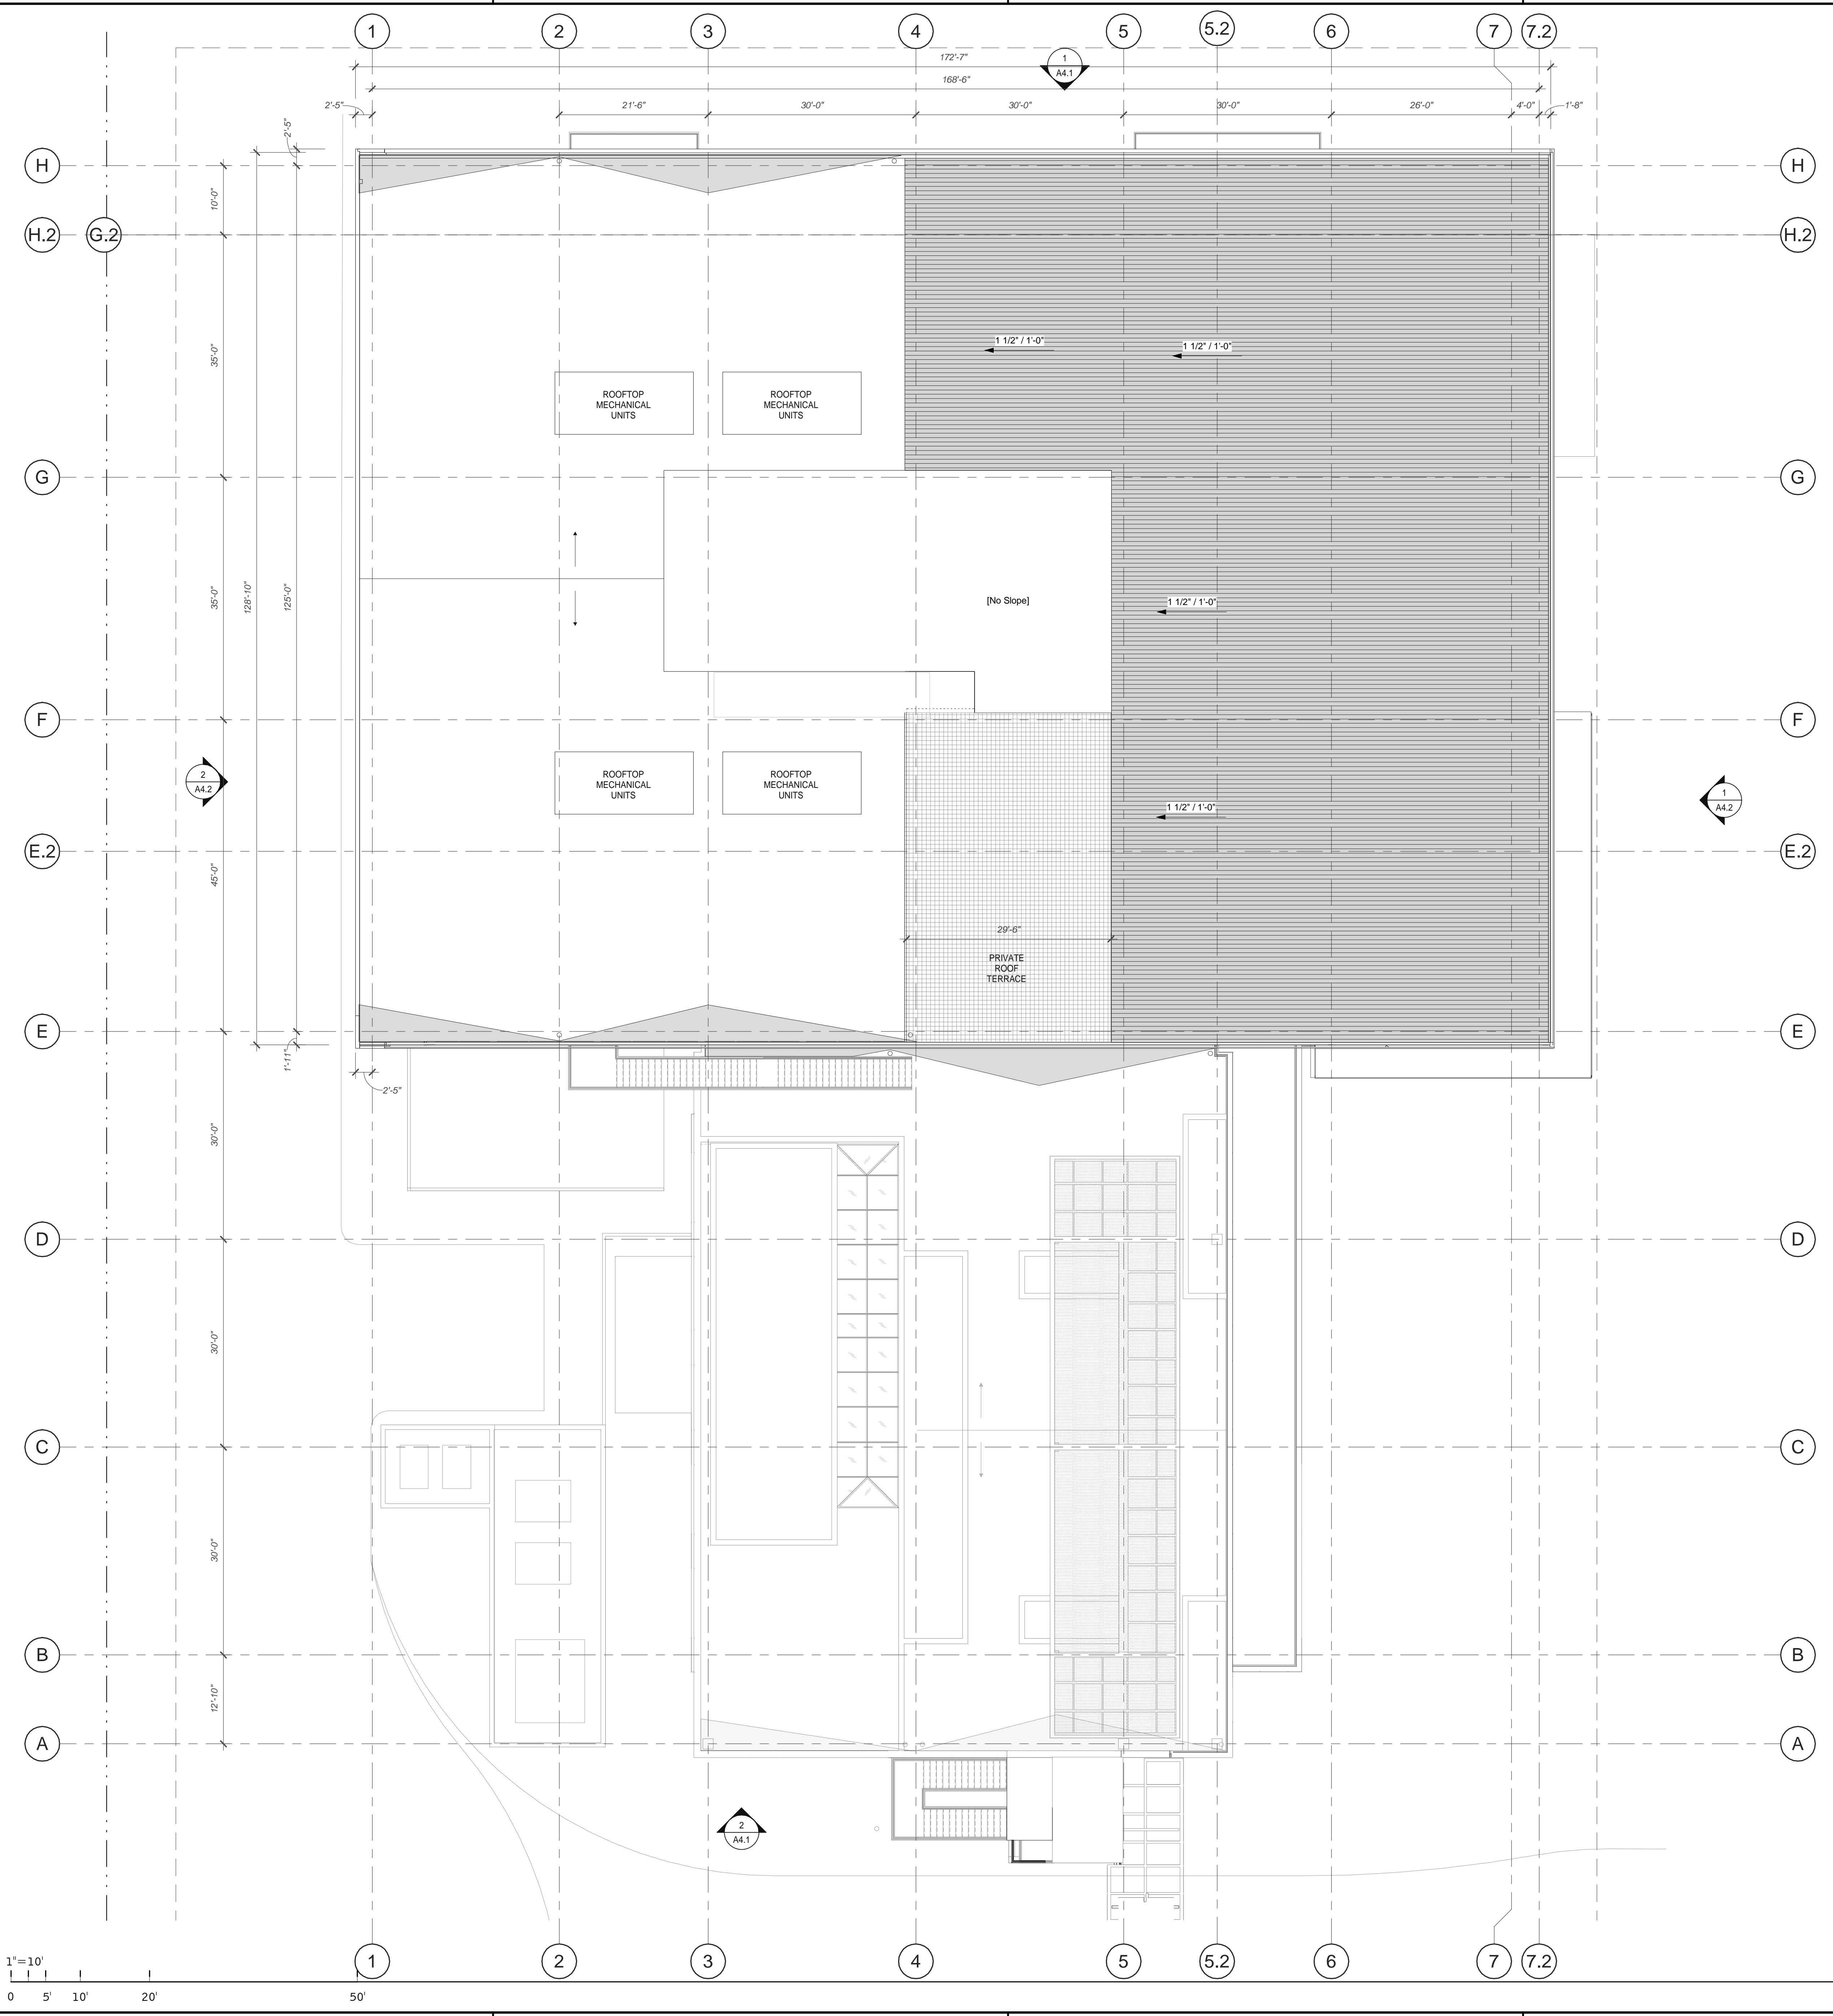 1 2 3 4 5 5.2 6 7 7.2
172'-7"
1
A4.1
168'-6"
2'-5" 21'-6" 30'-0" 30'-0" 30'-0" 26'-0" 4'-0" 1'-8"
2'-5"
H H
10'-0"
H.2 G.2 H.2
35'-0"
1 1/2" / 1'-0" 1 1/2" / 1'-0"
ROOFTOP
MECHANICAL
UNITS
ROOFTOP
MECHANICAL
UNITS
G G
35'-0"
128'-10"
125'-0"
[No Slope]
1 1/2" / 1'-0"
F F
2
A4.2
ROOFTOP
MECHANICAL
UNITS
ROOFTOP
MECHANICAL
UNITS
1 1/2" / 1'-0"
1
A4.2
E.2 E.2
45'-0"
29'-6"
PRIVATE
ROOF
TERRACE
E E
1'-11"
2'-5"
30'-0"
D D
30'-0"
C C
30'-0"
B B
12'-10"
A A
2
A4.1
1"=10'
1 2 3 4 5 5.2 6 7 7.2
0 5' 10' 20' 50'